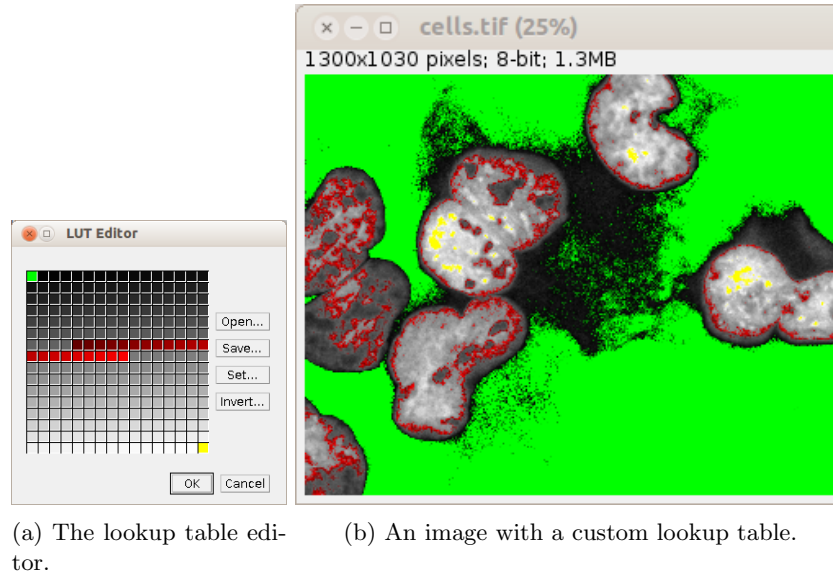 cells.tif (25%)
1300x1030 pixels; 8-bit; 1.3MB
LUT Editor
Open...
Save...
Set...
Invert...
OK
Cancel
(a) The lookup table edi-
tor.
(b) An image with a custom lookup table.